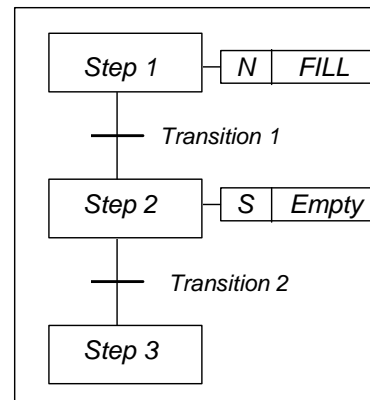 Step 1 N FILL
Transition 1
Step 2 S Empty
Transition 2
Step 3